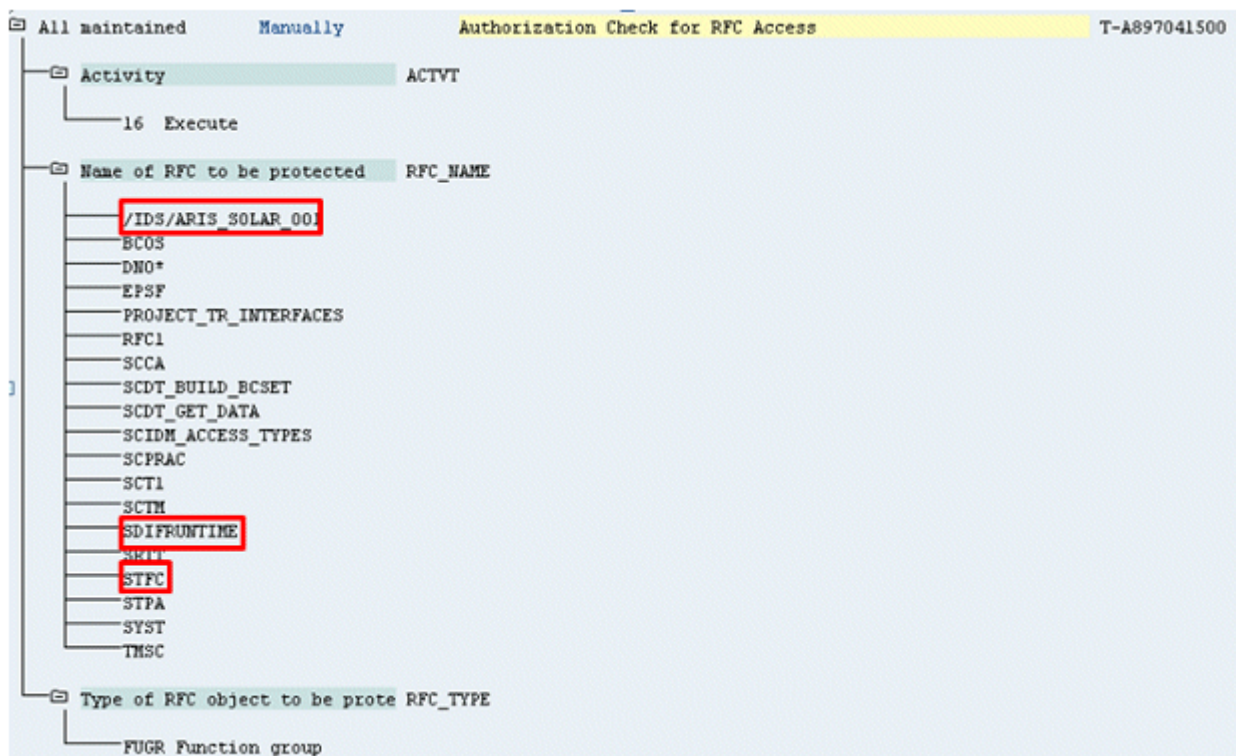 All maintained Manually Authorization Check for RFC Access T-A897041500
Activity ACTVT
16 Execute
Name of RFC to be protected RFC_NAME
/IDS/ARIS_SOLAR_001
BCOS
DNO*
EPSF
PROJECT_TR_INTERFACES
RFC1
SCCA
SCDT_BUILD_BCSET
SCDT_GET_DATA
SCIDM_ACCESS_TYPES
SCPRAC
SCT1
SCTM
SDIFRUNTIME
SRTT
STFC
STPA
SYST
TMSC
Type of RFC object to be prote RFC_TYPE
FUGR Function group